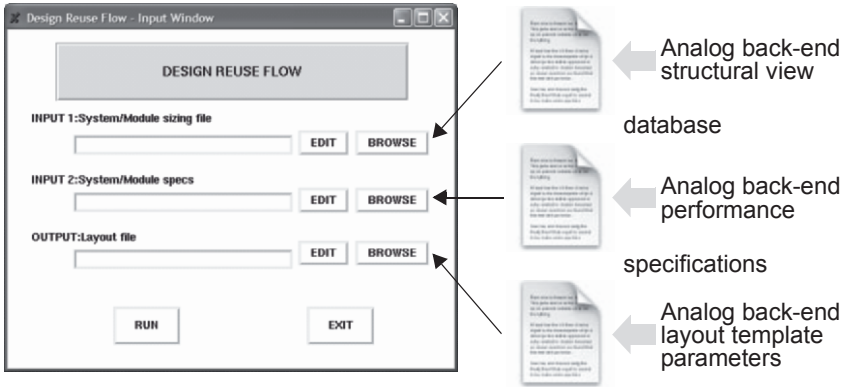 Design Reuse Flow - Input Window
DESIGN REUSE FLOW
INPUT 1:System/Module sizing file
EDIT
BROWSE
INPUT 2:System/Module specs
EDIT
BROWSE
OUTPUT:Layout file
EDIT
BROWSE
RUN
EXIT
Analog back-end
structural view
database
Analog back-end
performance
specifications
Analog back-end
layout template
parameters